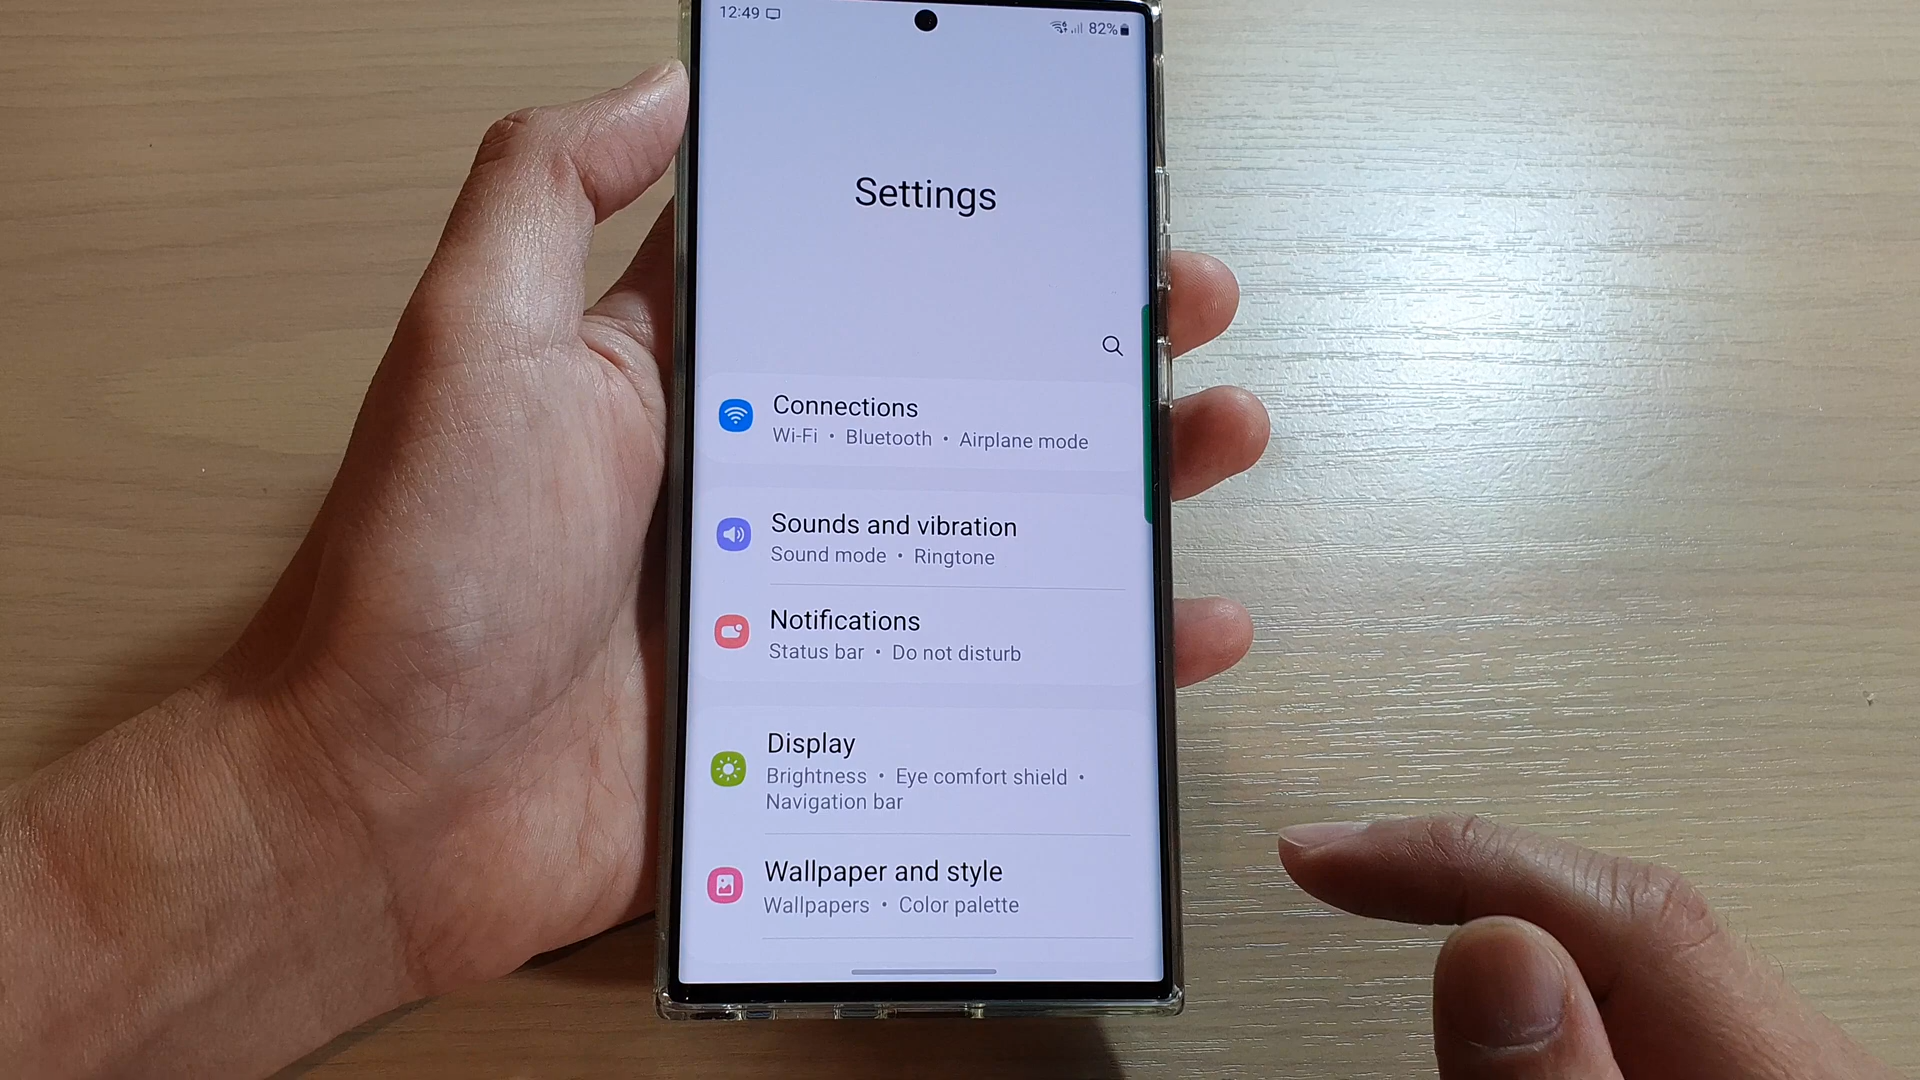 12:49
82%
Settings
Connections
Wi-Fi • Bluetooth • Airplane mode
Sounds and vibration
Sound mode • Ringtone
Notifications
Status bar • Do not disturb
Display
Brightness • Eye comfort shield •
Navigation bar
Wallpaper and style
Wallpapers • Color palette